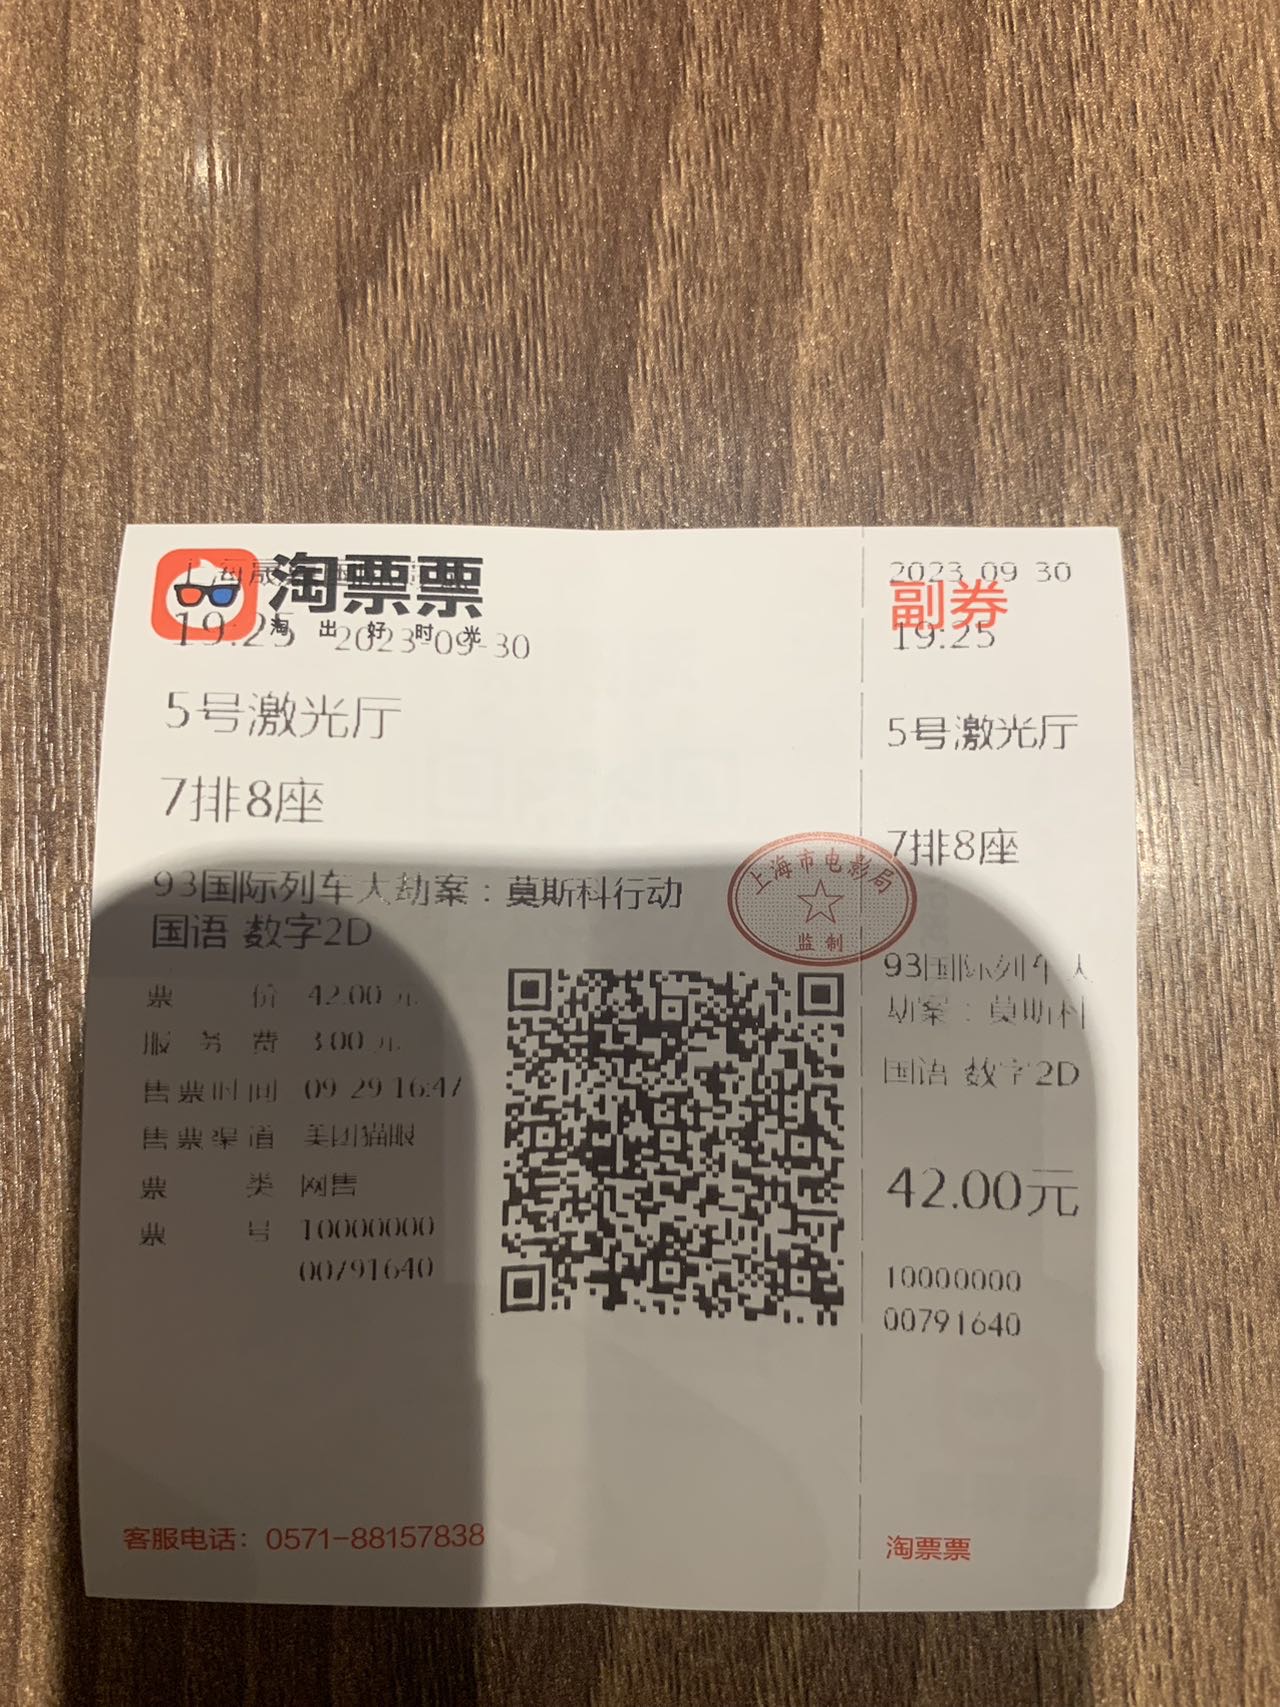 淘票票
淘出好时光
19:25 2023-09-30
5号激光厅
7排8座
93国际列车大劫案:莫斯科行动
国语 数字2D
票价 42.00 元
服务费 3.00 元
售票时间 09-29 16:47
售票渠道 美团猫眼
票类 网售
票号 10000000
00791640
客服电话：0571-88157838
上海市电影局
监制
2023 09 30
副券
19:25
5号激光厅
7排8座
93国际列车大
劫案:莫斯科
国语 数字2D
42.00元
10000000
00791640
淘票票